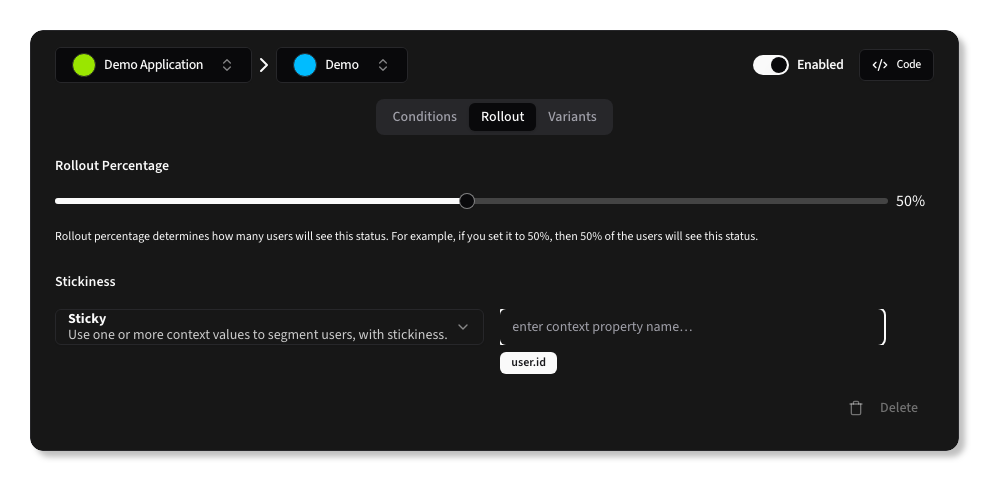 Demo Application
Demo
Enabled
Code
Conditions
Rollout
Variants
Rollout Percentage
50%
Rollout percentage determines how many users will see this status. For example, if you set it to 50%, then 50% of the users will see this status.
Stickiness
Sticky
Use one or more context values to segment users, with stickiness.
enter context property name…
user.id
Delete